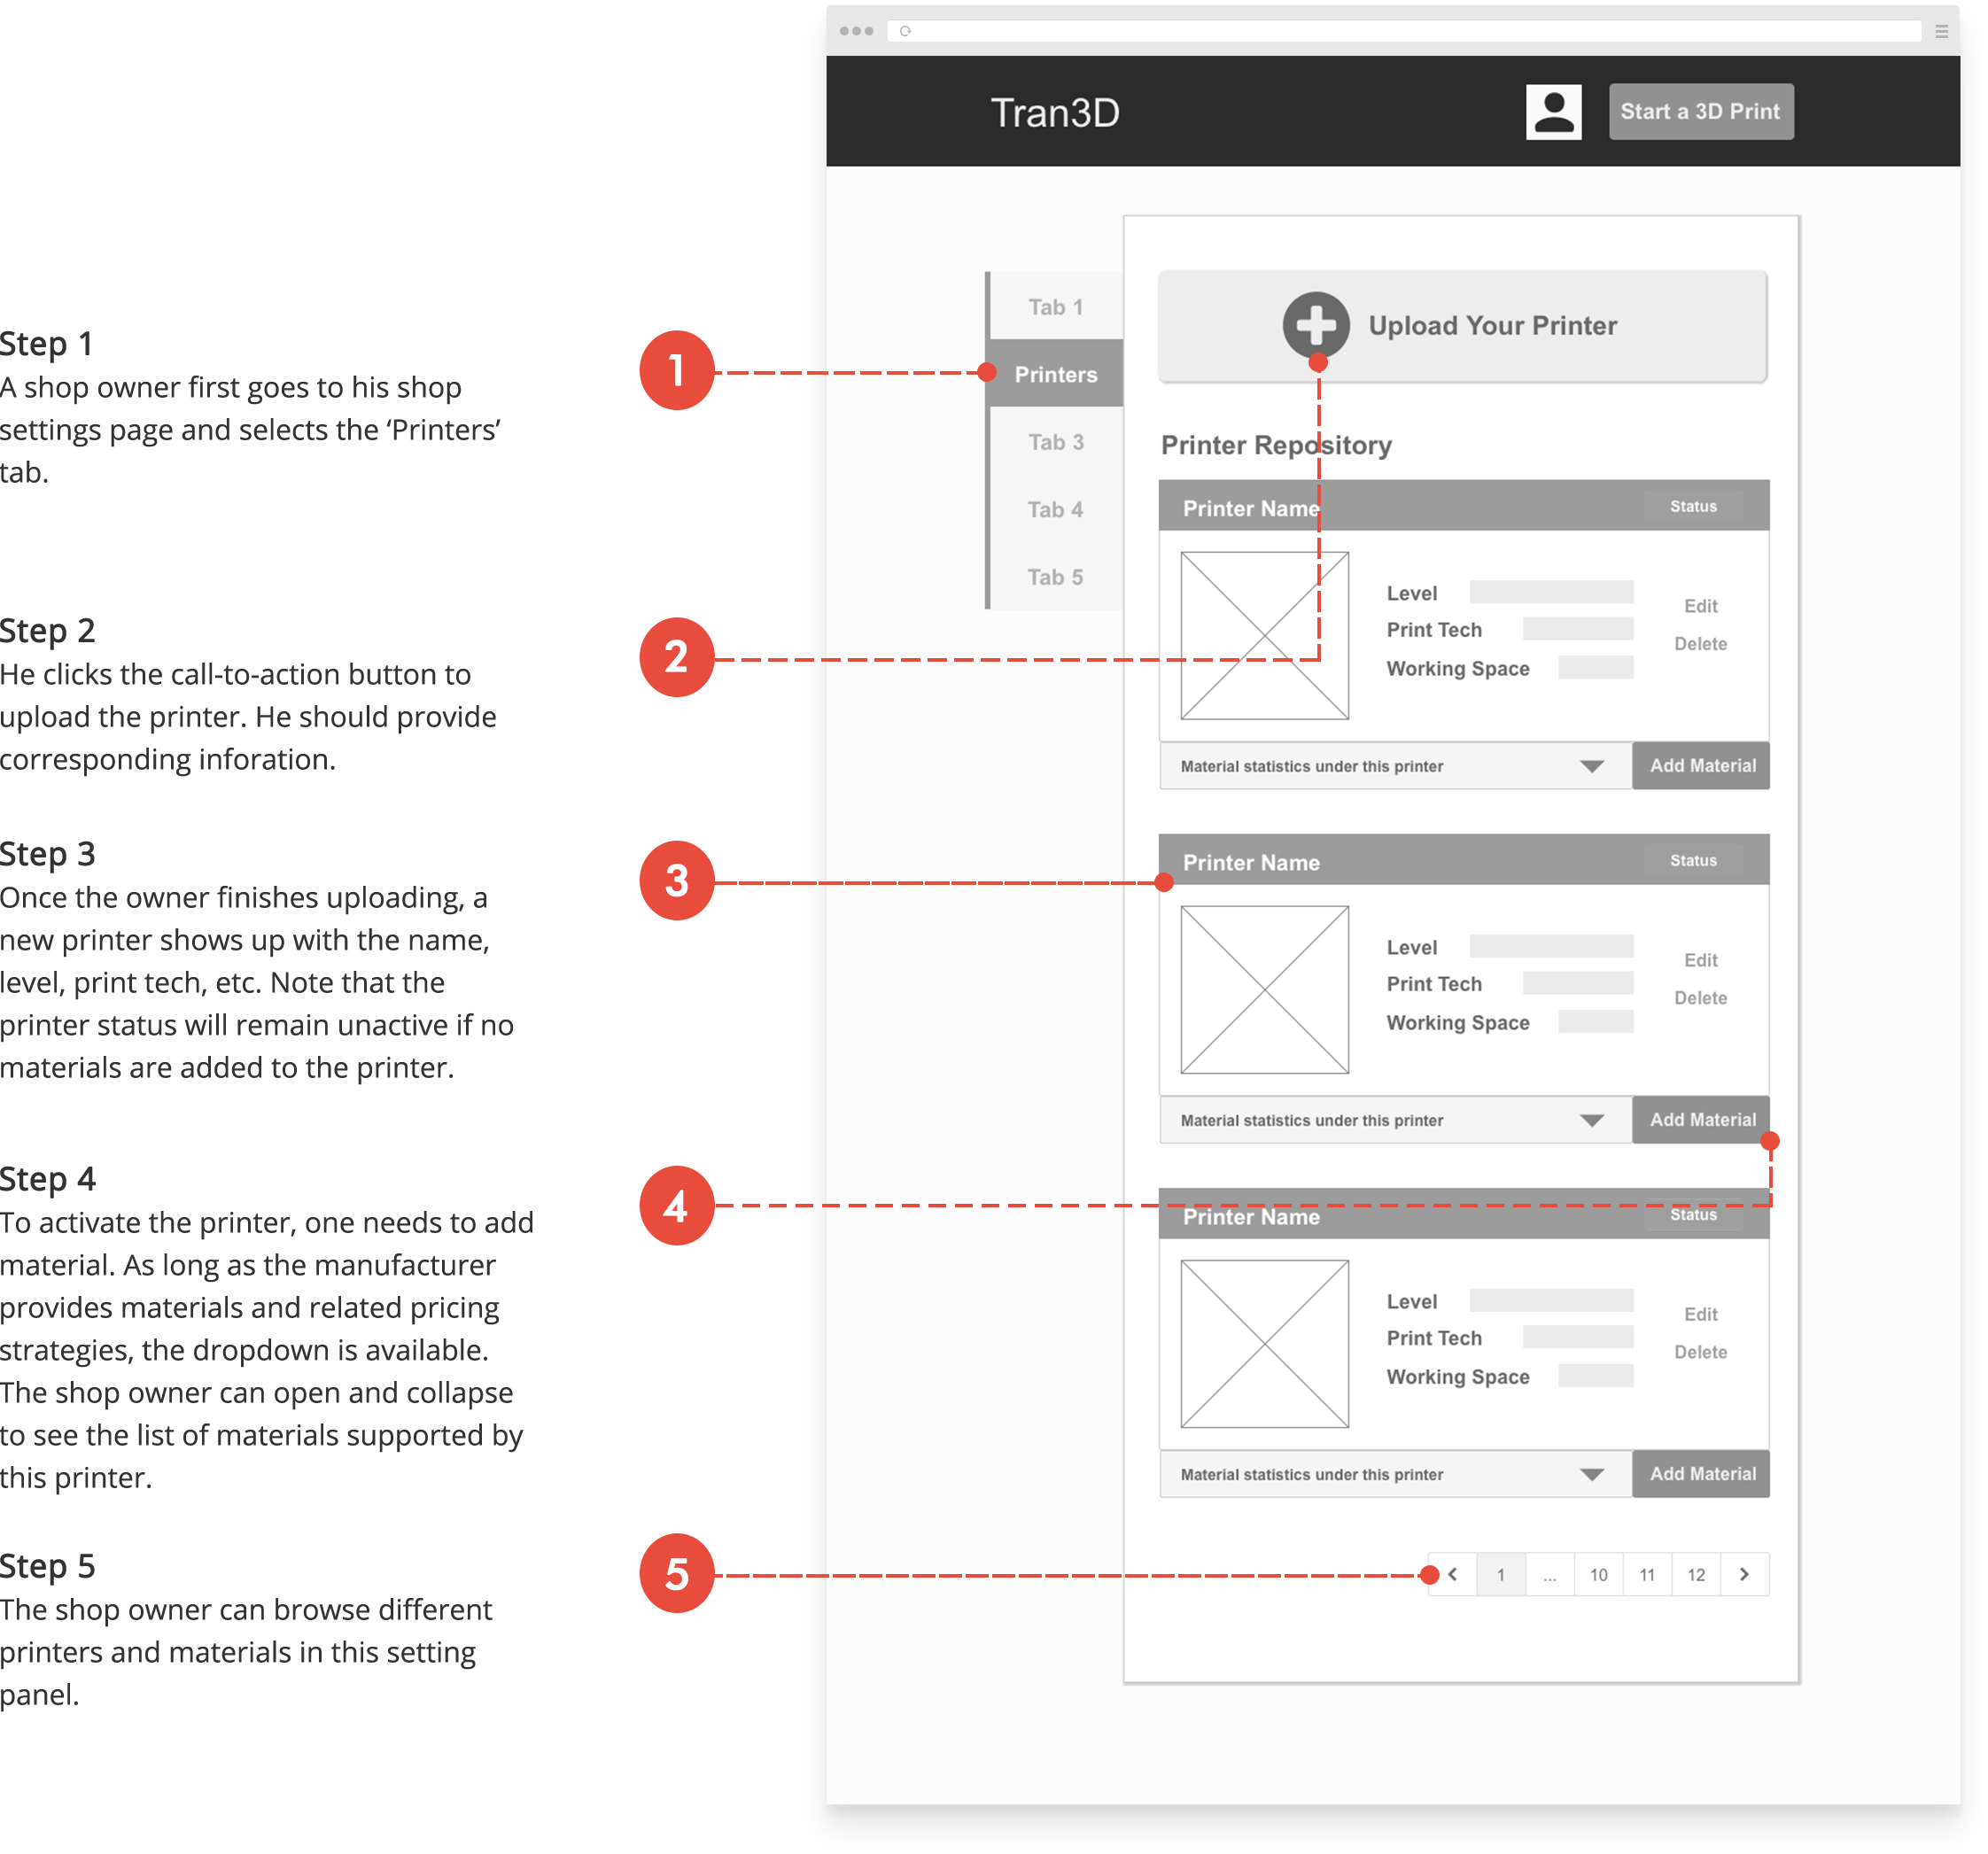 Step 1
A shop owner first goes to his shop
settings page and selects the ‘Printers’
tab.
Step 2
He clicks the call-to-action button to
upload the printer. He should provide
corresponding inforation.
Step 3
Once the owner finishes uploading, a
new printer shows up with the name,
level, print tech, etc. Note that the
printer status will remain unactive if no
materials are added to the printer.
Step 4
To activate the printer, one needs to add
material. As long as the manufacturer
provides materials and related pricing
strategies, the dropdown is available.
The shop owner can open and collapse
to see the list of materials supported by
this printer.
Step 5
The shop owner can browse different
printers and materials in this setting
panel.
1
2
3
4
5
Tran3D
Start a 3D Print
Tab 1
Printers
Tab 3
Tab 4
Tab 5
Upload Your Printer
Printer Repository
Printer Name Status
Level
Print Tech
Working Space
Edit
Delete
Material statistics under this printer
Add Material
Printer Name Status
Level
Print Tech
Working Space
Edit
Delete
Material statistics under this printer
Add Material
Printer Name Status
Level
Print Tech
Working Space
Edit
Delete
Material statistics under this printer
Add Material
1 ... 10 11 12